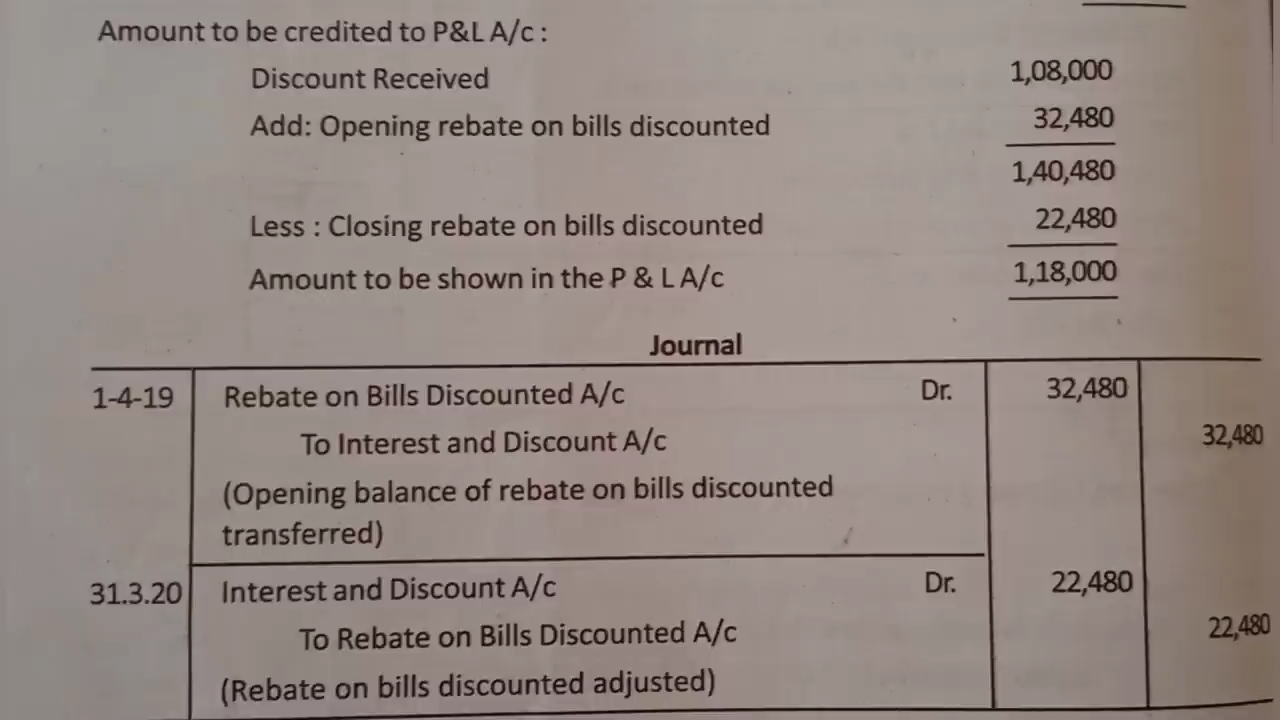 Amount to be credited to P&L A/c :
Discount Received 1,08,000
Add: Opening rebate on bills discounted 32,480
1,40,480
Less : Closing rebate on bills discounted 22,480
Amount to be shown in the P & L A/c 1,18,000
Journal
1-4-19 Rebate on Bills Discounted A/c Dr. 32,480
To Interest and Discount A/c 32,480
(Opening balance of rebate on bills discounted
transferred)
31.3.20 Interest and Discount A/c Dr. 22,480
To Rebate on Bills Discounted A/c 22,480
(Rebate on bills discounted adjusted)